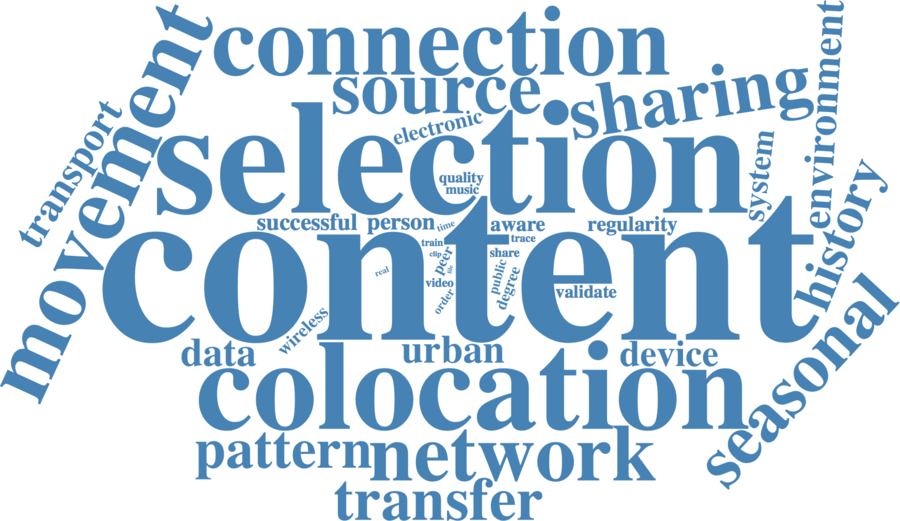 connection
source
sharing
movement
transport
environment
electronic
selection
system
quality
music
history
successful
person
time
aware
regularity
content
train
trace
clip
peer
file
share
real
video
public
degree
order
validate
wireless
data
urban
device
seasonal
colocation
pattern
network
transfer